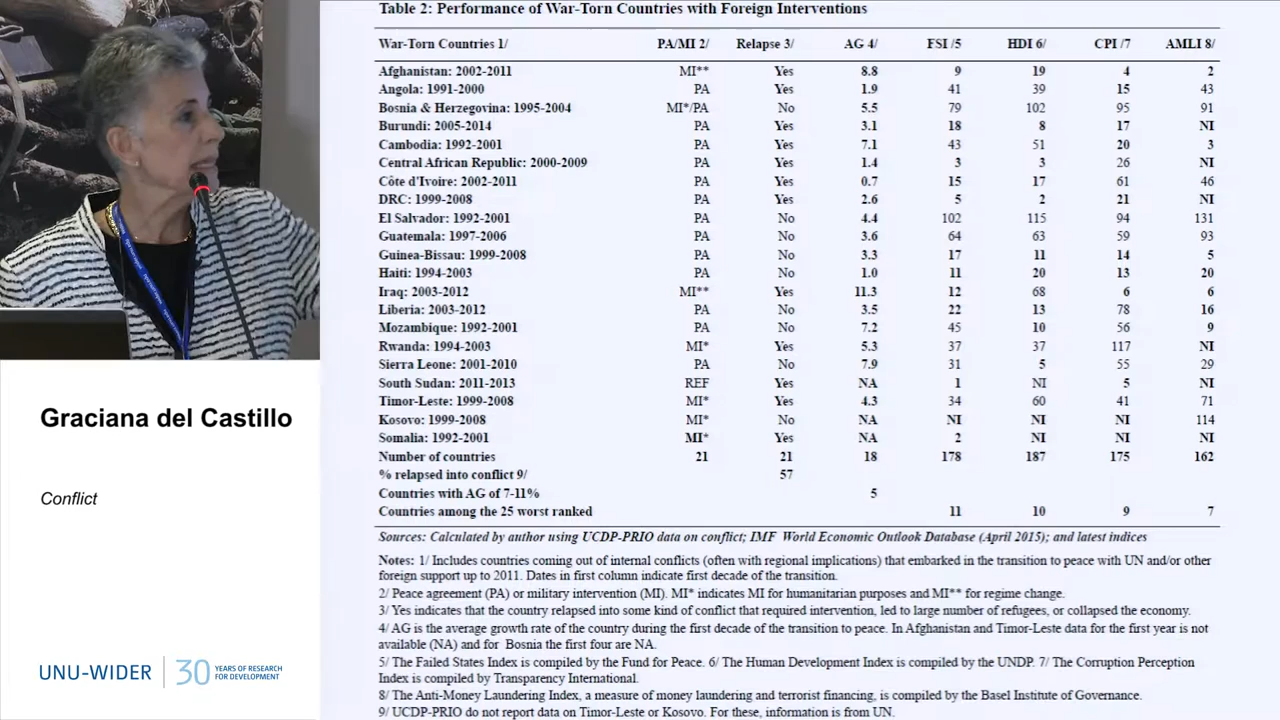 Table 2: Performance of War-Torn Countries with Foreign Interventions
War-Torn Countries 1/ PA/MI 2/ Relapse 3/ AG 4/ FSI /5 HDI 6/ CPI /7 AMLI 8/
Afghanistan: 2002-2011 MI** Yes 8.8 9 19 4 2
Angola: 1991-2000 PA Yes 1.9 41 39 15 43
Bosnia & Herzegovina: 1995-2004 MI*/PA No 5.5 79 102 95 91
Burundi: 2005-2014 PA Yes 3.1 18 8 17 NI
Cambodia: 1992-2001 PA Yes 7.1 43 51 20 3
Central African Republic: 2000-2009 PA Yes 1.4 3 3 26 NI
Côte d'Ivoire: 2002-2011 PA Yes 0.7 15 17 61 46
DRC: 1999-2008 PA Yes 2.6 5 2 21 NI
El Salvador: 1992-2001 PA No 4.4 102 115 94 131
Guatemala: 1997-2006 PA No 3.6 64 63 59 93
Guinea-Bissau: 1999-2008 PA No 3.3 17 11 14 5
Haiti: 1994-2003 PA No 1.0 11 20 13 20
Iraq: 2003-2012 MI** Yes 11.3 12 68 6 6
Liberia: 2003-2012 PA No 3.5 22 13 78 16
Mozambique: 1992-2001 PA No 7.2 45 10 56 9
Rwanda: 1994-2003 MI* Yes 5.3 37 37 117 NI
Sierra Leone: 2001-2010 PA No 7.9 31 5 55 29
South Sudan: 2011-2013 REF Yes NA 1 NI 5 NI
Timor-Leste: 1999-2008 MI* Yes 4.3 34 60 41 71
Kosovo: 1999-2008 MI* No NA NI NI NI 114
Somalia: 1992-2001 MI* Yes NA 2 NI NI NI
Number of countries 21 21 18 178 187 175 162
% relapsed into conflict 9/ 57
Countries with AG of 7-11% 5
Countries among the 25 worst ranked 11 10 9 7
Sources: Calculated by author using UCDP-PRIO data on conflict; IMF World Economic Outlook Database (April 2015); and latest indices
Notes: 1/ Includes countries coming out of internal conflicts (often with regional implications) that embarked in the transition to peace with UN and/or other
foreign support up to 2011. Dates in first column indicate first decade of the transition.
2/ Peace agreement (PA) or military intervention (MI). MI* indicates MI for humanitarian purposes and MI** for regime change.
3/ Yes indicates that the country relapsed into some kind of conflict that required intervention, led to large number of refugees, or collapsed the economy.
4/ AG is the average growth rate of the country during the first decade of the transition to peace. In Afghanistan and Timor-Leste data for the first year is not
available (NA) and for Bosnia the first four are NA.
5/ The Failed States Index is compiled by the Fund for Peace. 6/ The Human Development Index is compiled by the UNDP. 7/ The Corruption Perception
Index is compiled by Transparency International.
8/ The Anti-Money Laundering Index, a measure of money laundering and terrorist financing, is compiled by the Basel Institute of Governance.
9/ UCDP-PRIO do not report data on Timor-Leste or Kosovo. For these, information is from UN.
Graciana del Castillo
Conflict
UNU-WIDER
30 YEARS OF RESEARCH
FOR DEVELOPMENT